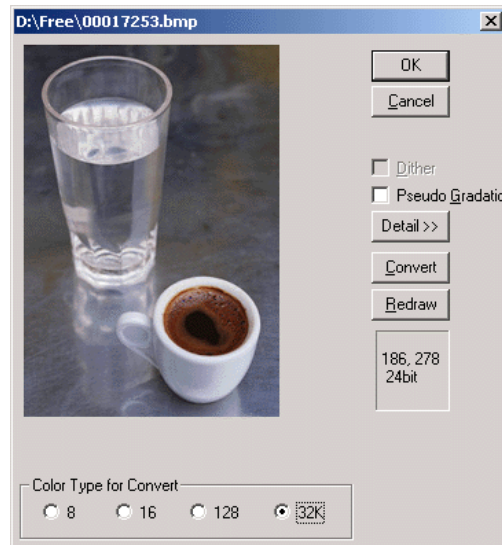 D:\Free\00017253.bmp
OK
Cancel
Dither
Pseudo Gradatio
Detail >>
Convert
Redraw
186, 278
24bit
Color Type for Convert
8 16 128 32K